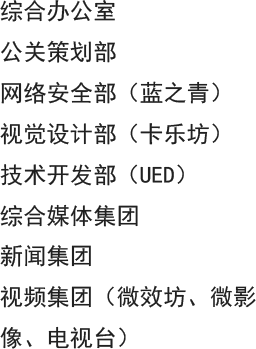 综合办公室
公关策划部
网络安全部（蓝之青）
视觉设计部（卡乐坊）
技术开发部（UED）
综合媒体集团
新闻集团
视频集团（微效坊、微影
像、电视台）